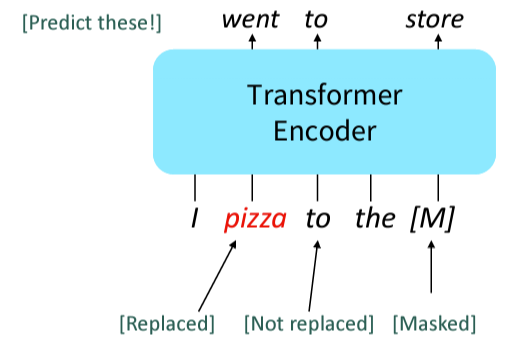 [Predict these!] went to store
Transformer
Encoder
I pizza to the [M]
[Replaced] [Not replaced] [Masked]